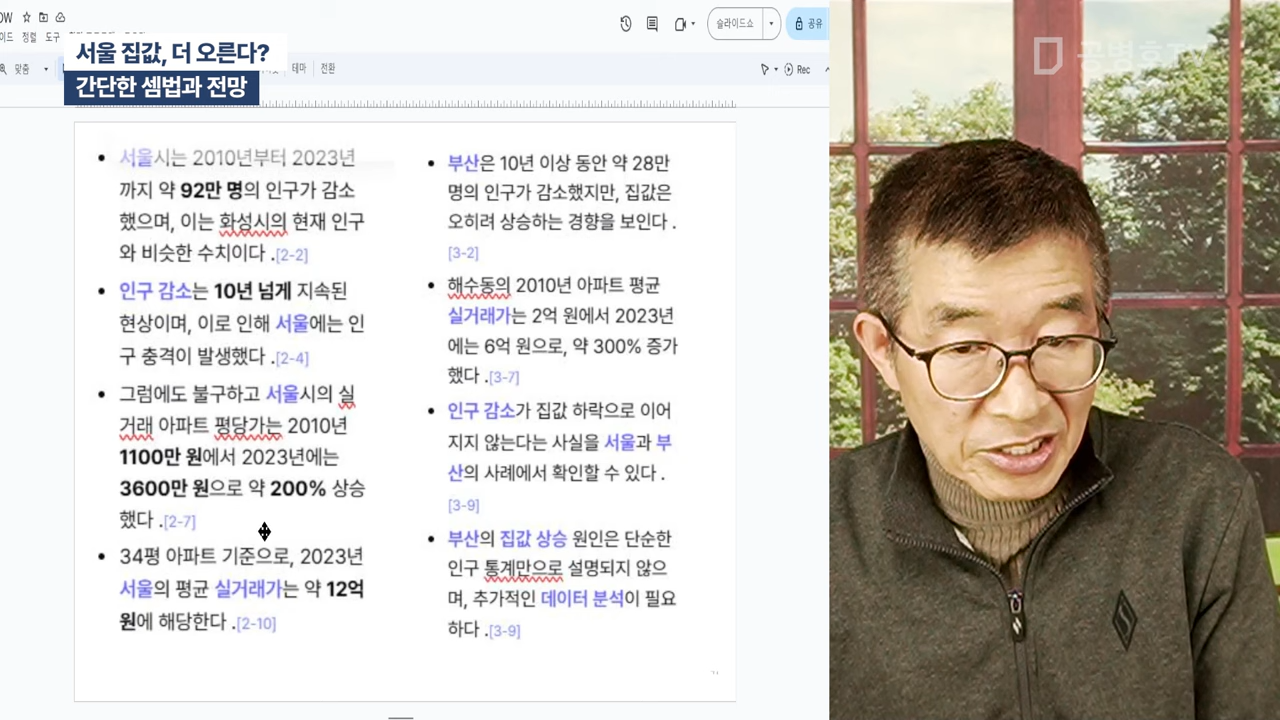 서울 집값, 더 오른다?
간단한 셈법과 전망
정렬 도구
맞춤
테마
전환
슬라이드쇼
공유
Rec
공병호TV
서울시는 2010년부터 2023년
까지 약 92만 명의 인구가 감소
했으며, 이는 화성시의 현재 인구
와 비슷한 수치이다 .[2-2]
인구 감소는 10년 넘게 지속된
현상이며, 이로 인해 서울에는 인
구 충격이 발생했다 .[2-4]
그럼에도 불구하고 서울시의 실
거래 아파트 평당가는 2010년
1100만 원에서 2023년에는
3600만 원으로 약 200% 상승
했다 .[2-7]
34평 아파트 기준으로, 2023년
서울의 평균 실거래가는 약 12억
원에 해당한다 .[2-10]
부산은 10년 이상 동안 약 28만
명의 인구가 감소했지만, 집값은
오히려 상승하는 경향을 보인다 .
[3-2]
해수동의 2010년 아파트 평균
실거래가는 2억 원에서 2023년
에는 6억 원으로, 약 300% 증가
했다 .[3-7]
인구 감소가 집값 하락으로 이어
지지 않는다는 사실을 서울과 부
산의 사례에서 확인할 수 있다 .
[3-9]
부산의 집값 상승 원인은 단순한
인구 통계만으로 설명되지 않으
며, 추가적인 데이터 분석이 필요
하다 .[3-9]